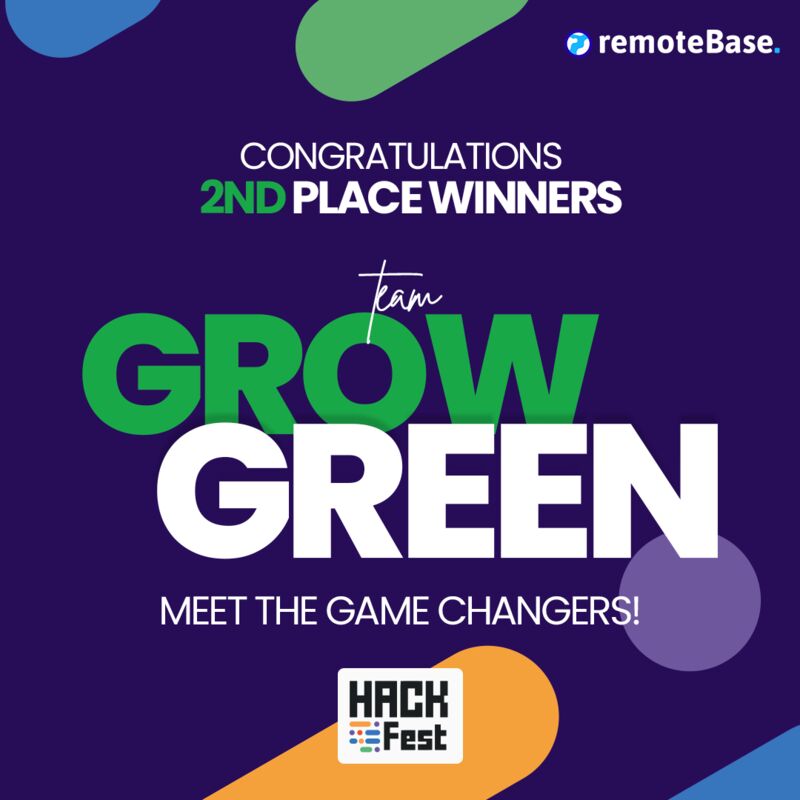 remoteBase.
CONGRATULATIONS
2ND PLACE WINNERS
team
GROW
GREEN
MEET THE GAME CHANGERS!
HACK
Fest